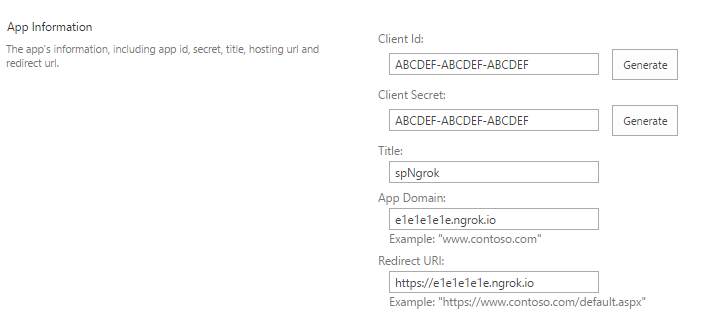 App Information
The app's information, including app id, secret, title, hosting url and
redirect url.
Client Id:
ABCDEF-ABCDEF-ABCDEF
Generate
Client Secret:
ABCDEF-ABCDEF-ABCDEF
Generate
Title:
spNgrok
App Domain:
e1e1e1e1e.ngrok.io
Example: "www.contoso.com"
Redirect URI:
https://e1e1e1e1e.ngrok.io
Example: "https://www.contoso.com/default.aspx"